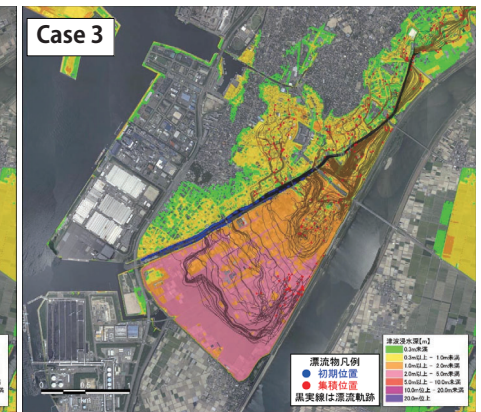 Case 3
漂流物凡例
初期位置
集積位置
黒実線は漂流軌跡
津波浸水深[m]
0.3m未満
0.3m以上 - 1.0m未満
1.0m以上 - 2.0m未満
2.0m以上 - 5.0m未満
5.0m以上 - 10.0m未満
10.0m以上 - 20.0m未満
20.0m以上